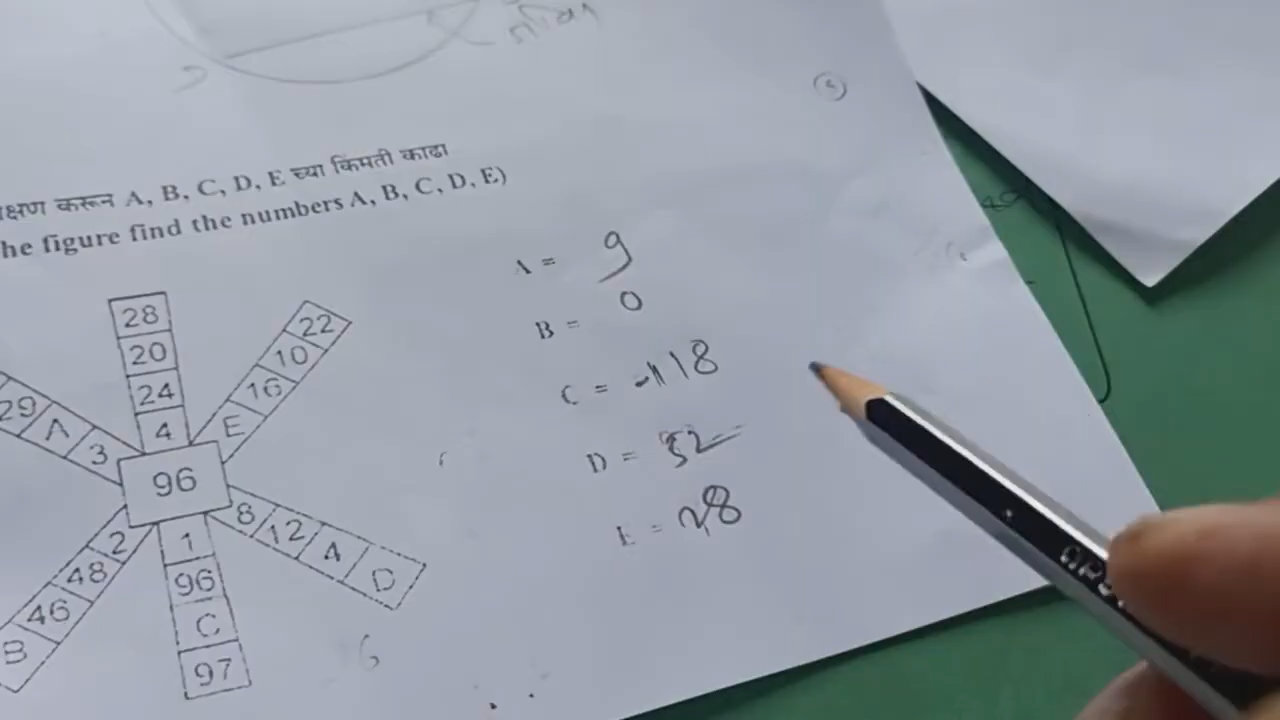 ५
क्षण करून A, B, C, D, E च्या किंमती काढा
he figure find the numbers A, B, C, D, E)
28
20
24
4
22
10
16
E
29
A
3
96
2
48
46
B
1
96
C
97
8
12
4
D
A = 9
B = 0
C = -118
D = 52
E = 28